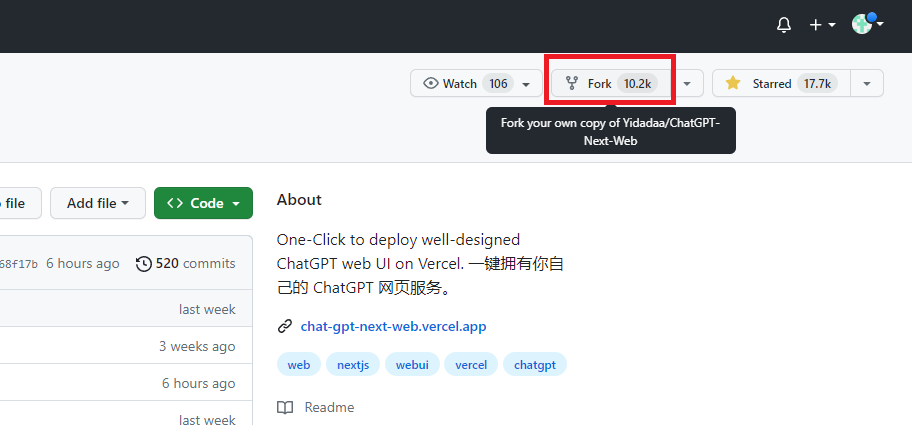 Watch 106 Fork 10.2k Starred 17.7k
Fork your own copy of Yidadaa/ChatGPT-
Next-Web
file Add file Code
About
One-Click to deploy well-designed
ChatGPT web UI on Vercel. 一键拥有你自
己的 ChatGPT 网页服务。
68f17b 6 hours ago 520 commits
last week
chat-gpt-next-web.vercel.app
3 weeks ago
web nextjs webui vercel chatgpt
6 hours ago
Readme
last week